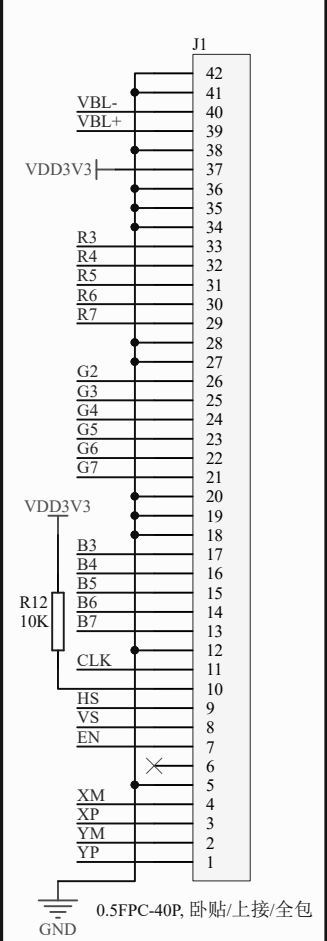 J1
42
41
VBL- 40
VBL+ 39
38
VDD3V3 37
36
35
34
R3 33
R4 32
R5 31
R6 30
R7 29
28
27
G2 26
G3 25
G4 24
G5 23
G6 22
G7 21
20
VDD3V3 19
18
B3 17
B4 16
B5 15
R12 B6 14
10K B7 13
12
CLK 11
10
HS 9
VS 8
EN 7
6
5
XM 4
XP 3
YM 2
YP 1
0.5FPC-40P, 卧贴/上接/全包
GND